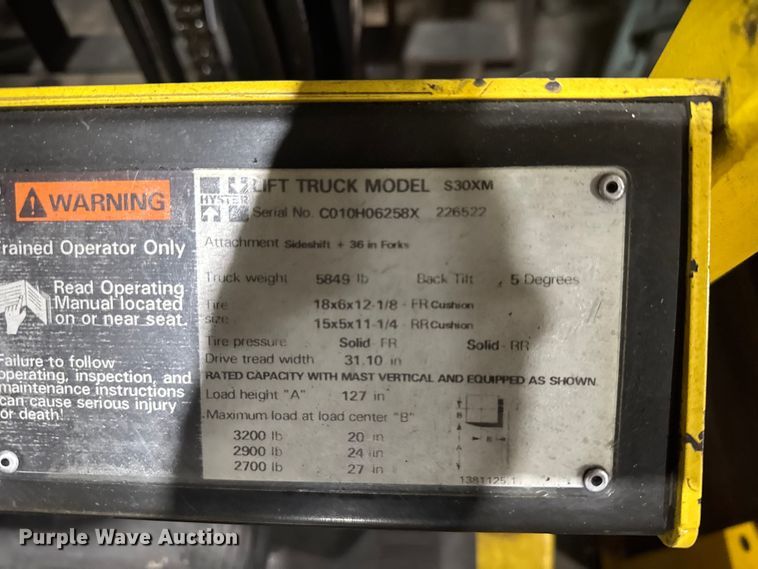 WARNING
Trained Operator Only
Read Operating
Manual located
on or near seat.
Failure to follow
operating, inspection, and
maintenance instructions
can cause serious injury
or death!
HYSTER
LIFT TRUCK MODEL S30XM
Serial No. C010H06258X 226522
Attachment Sideshift + 36 in Forks
Truck weight 5849 lb Back Tilt 5 Degrees
Tire 18x6x12-1/8 - FR Cushion
size 15x5x11-1/4 - RR Cushion
Tire pressure Solid - FR Solid - RR
Drive tread width 31.10 in
RATED CAPACITY WITH MAST VERTICAL AND EQUIPPED AS SHOWN
Load height "A" 127 in
Maximum load at load center "B"
3200 lb 20 in
2900 lb 24 in
2700 lb 27 in
B
A
1381125.1
Purple Wave Auction